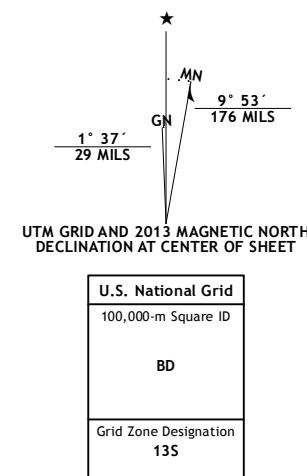 ★
MN
GN
9° 53´
176 MILS
1° 37´
29 MILS
UTM GRID AND 2013 MAGNETIC NORTH
DECLINATION AT CENTER OF SHEET
U.S. National Grid
100,000-m Square ID
BD
Grid Zone Designation
13S